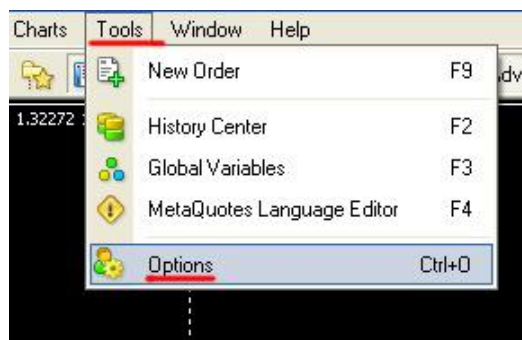 Charts Tools Window Help
New Order F9
1.32272
History Center F2
Global Variables F3
MetaQuotes Language Editor F4
Options Ctrl+O